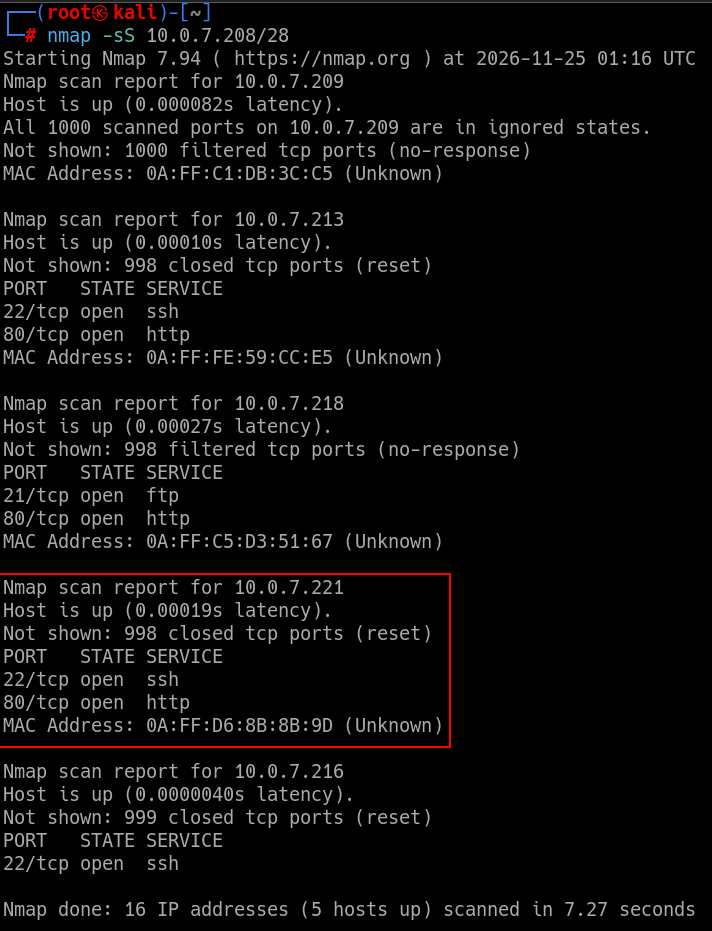 ┌──(root㉿kali)-[~]
└─# nmap -sS 10.0.7.208/28
Starting Nmap 7.94 ( https://nmap.org ) at 2026-11-25 01:16 UTC
Nmap scan report for 10.0.7.209
Host is up (0.000082s latency).
All 1000 scanned ports on 10.0.7.209 are in ignored states.
Not shown: 1000 filtered tcp ports (no-response)
MAC Address: 0A:FF:C1:DB:3C:C5 (Unknown)

Nmap scan report for 10.0.7.213
Host is up (0.00010s latency).
Not shown: 998 closed tcp ports (reset)
PORT   STATE SERVICE
22/tcp open  ssh
80/tcp open  http
MAC Address: 0A:FF:FE:59:CC:E5 (Unknown)

Nmap scan report for 10.0.7.218
Host is up (0.00027s latency).
Not shown: 998 filtered tcp ports (no-response)
PORT   STATE SERVICE
21/tcp open  ftp
80/tcp open  http
MAC Address: 0A:FF:C5:D3:51:67 (Unknown)

Nmap scan report for 10.0.7.221
Host is up (0.00019s latency).
Not shown: 998 closed tcp ports (reset)
PORT   STATE SERVICE
22/tcp open  ssh
80/tcp open  http
MAC Address: 0A:FF:D6:8B:8B:9D (Unknown)

Nmap scan report for 10.0.7.216
Host is up (0.0000040s latency).
Not shown: 999 closed tcp ports (reset)
PORT   STATE SERVICE
22/tcp open  ssh

Nmap done: 16 IP addresses (5 hosts up) scanned in 7.27 seconds